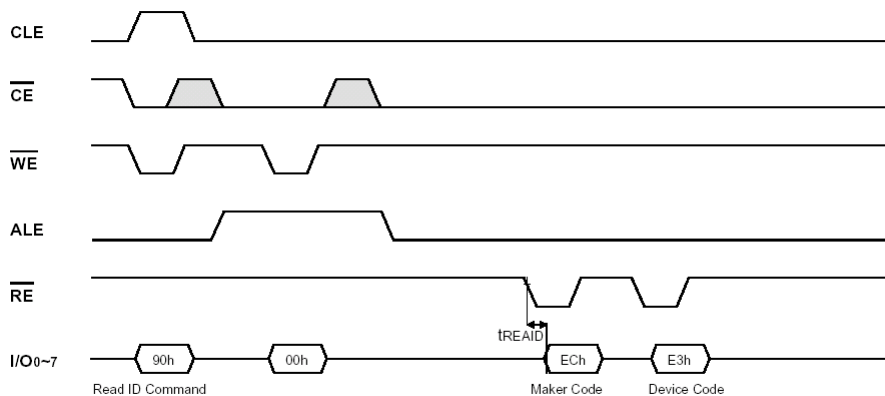 CLE
CE
WE
ALE
RE
tREAID
I/O0~7 90h 00h ECh E3h
Read ID Command Maker Code Device Code